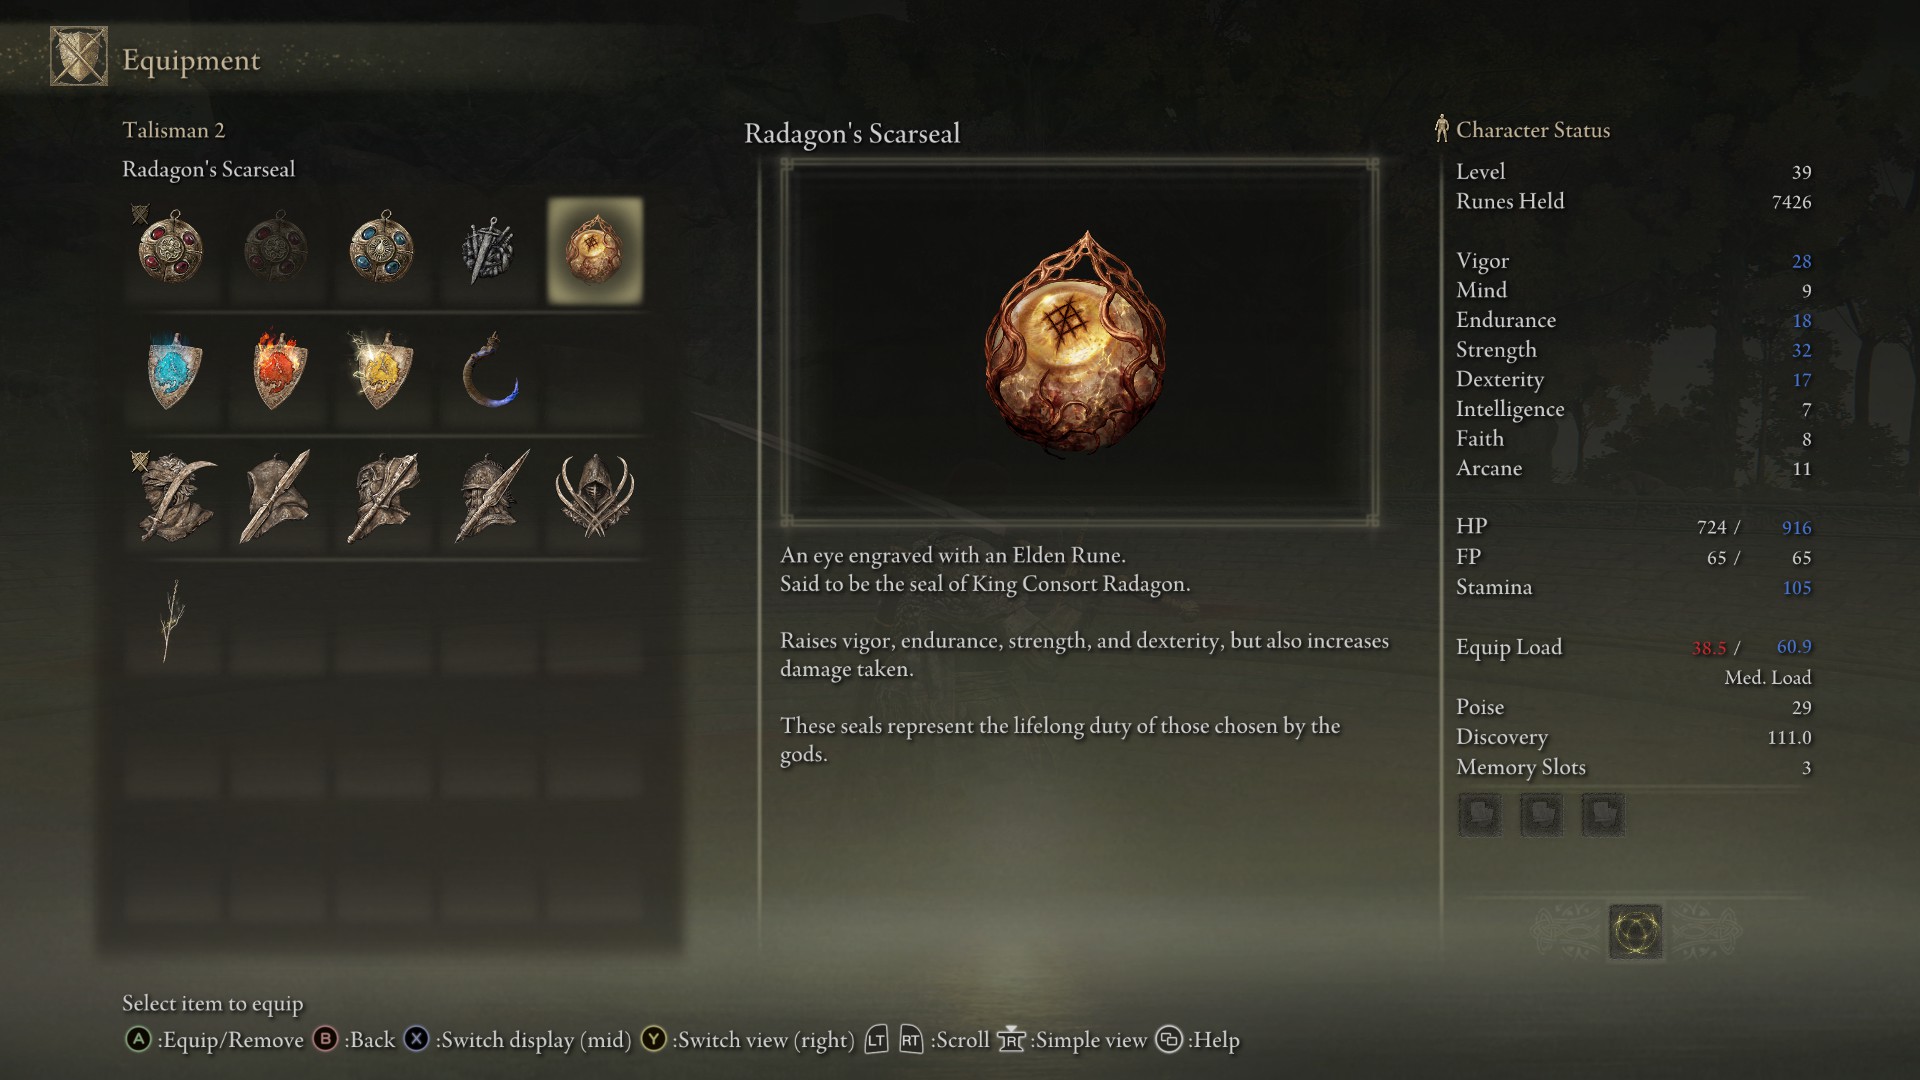 Equipment
Talisman 2
Radagon's Scarseal
Radagon's Scarseal
An eye engraved with an Elden Rune.
Said to be the seal of King Consort Radagon.
Raises vigor, endurance, strength, and dexterity, but also increases
damage taken.
These seals represent the lifelong duty of those chosen by the
gods.
Character Status
Level 39
Runes Held 7426
Vigor 28
Mind 9
Endurance 18
Strength 32
Dexterity 17
Intelligence 7
Faith 8
Arcane 11
HP 724 / 916
FP 65 / 65
Stamina 105
Equip Load 38.5 / 60.9
Med. Load
Poise 29
Discovery 111.0
Memory Slots 3
Select item to equip
A :Equip/Remove B :Back X :Switch display (mid) Y :Switch view (right) LT RT :Scroll R :Simple view :Help